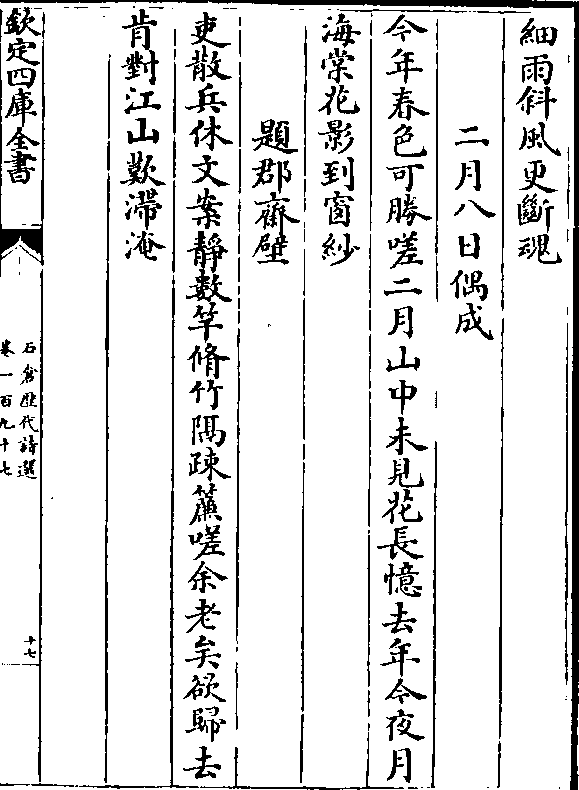 細雨斜風更斷魂
二月八日偶成
今年春色可勝嗟二月山中未見花長憶去年今夜月
海棠花影到窗紗
題郡齋壁
吏散兵休文案靜數竿脩竹隔疎簾嗟余老矣欲歸去
肯對江山歎滯淹
欽定四庫全書
石倉歷代詩選
卷一百九十七
十七